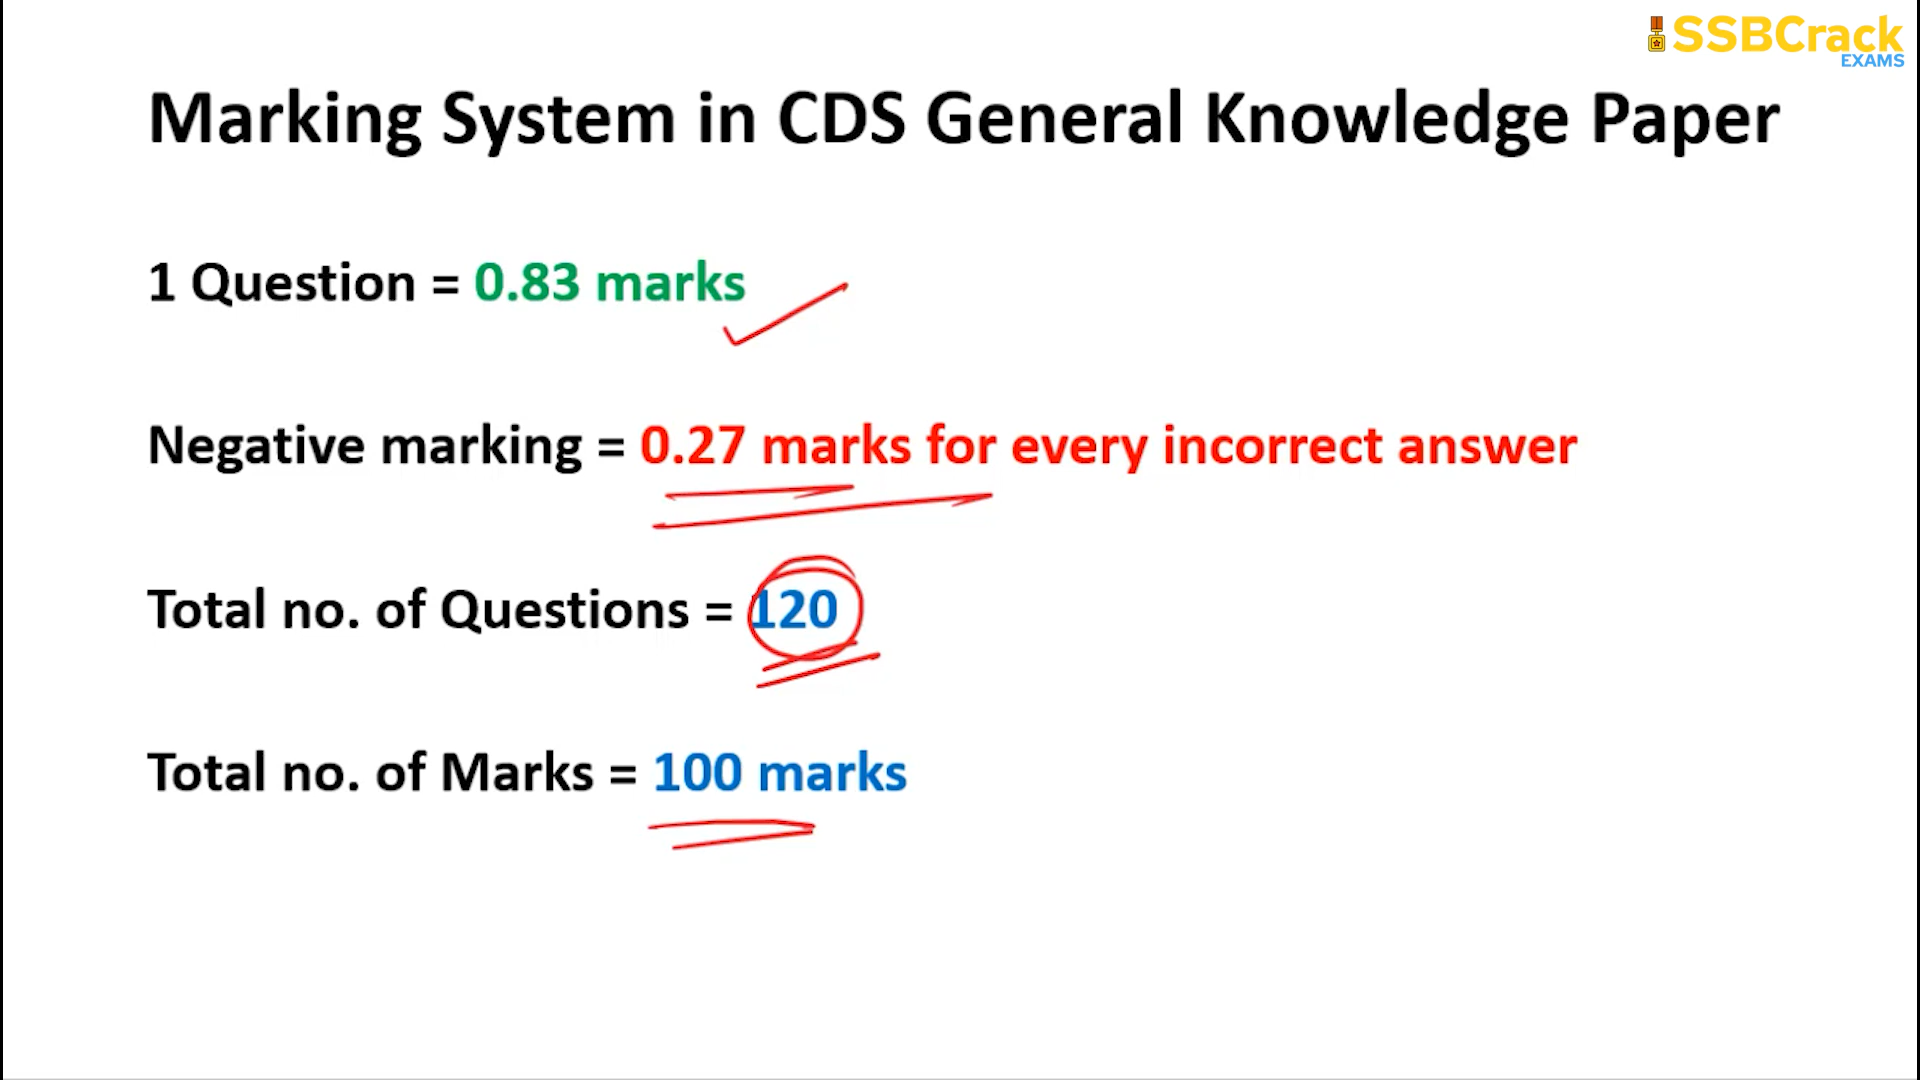 SSBCrack
EXAMS
Marking System in CDS General Knowledge Paper
1 Question = 0.83 marks
Negative marking = 0.27 marks for every incorrect answer
Total no. of Questions = 120
Total no. of Marks = 100 marks